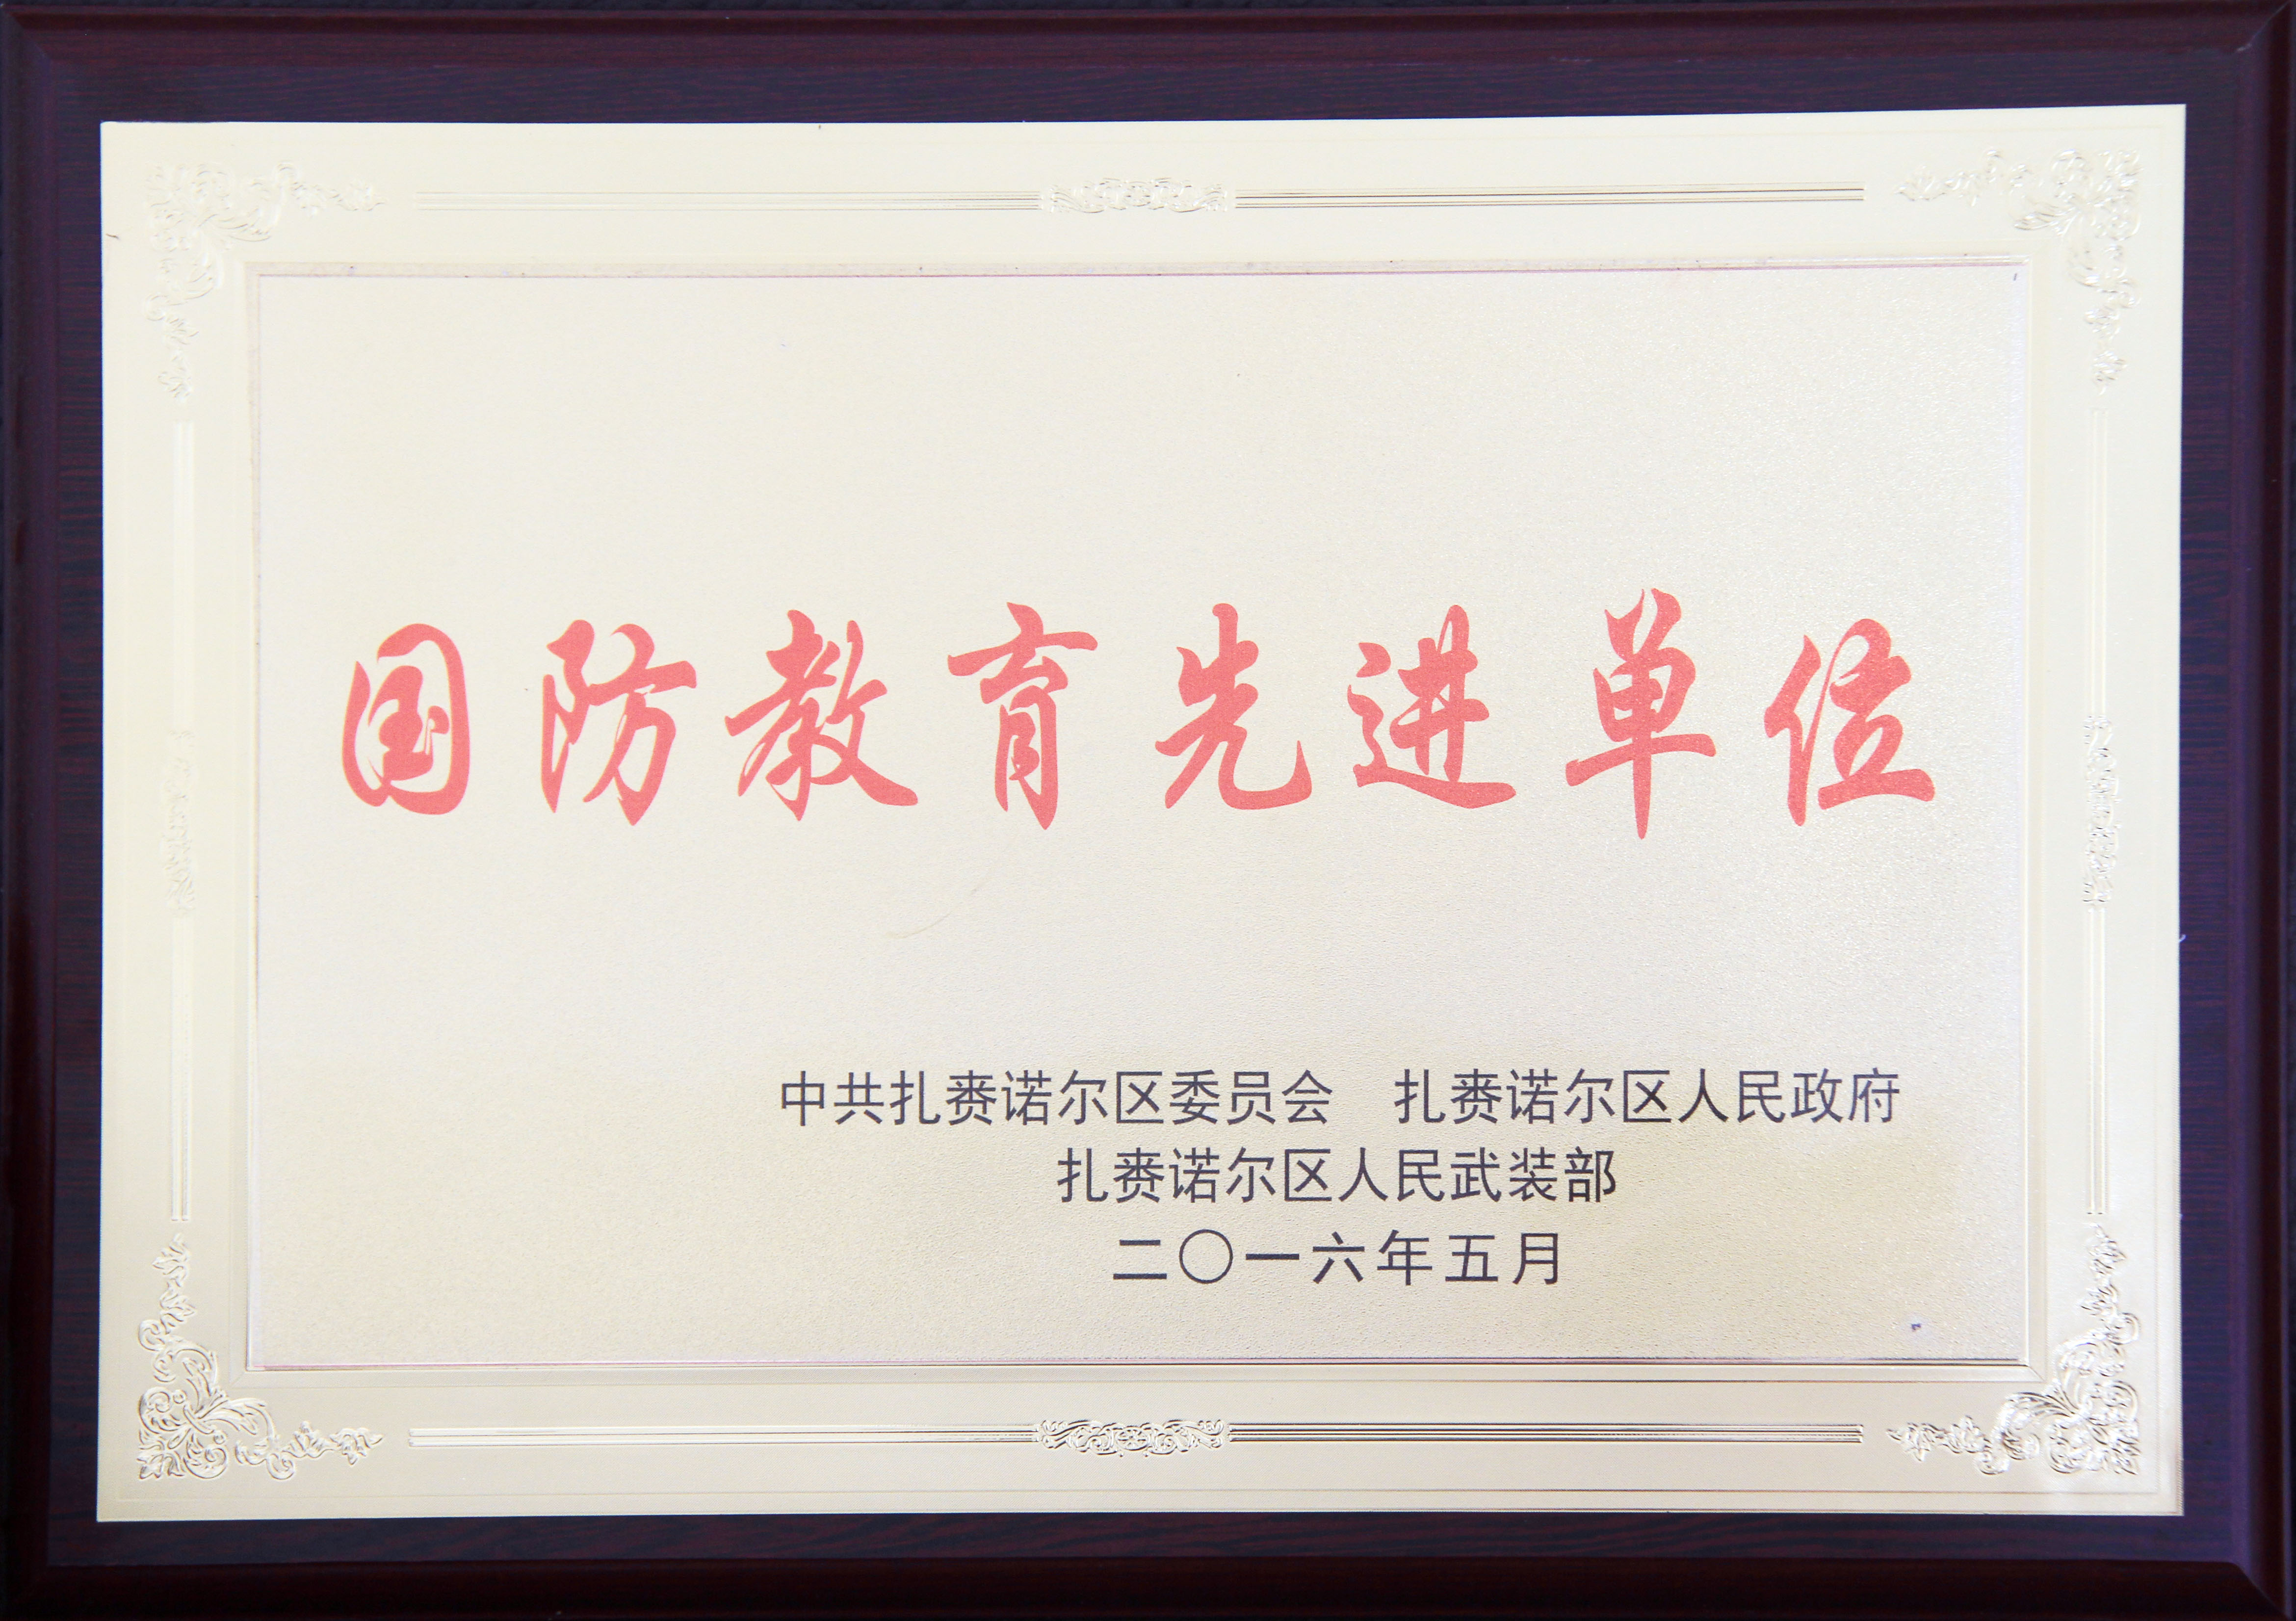 国防教育先进单位
中共扎赉诺尔区委员会　扎赉诺尔区人民政府
扎赉诺尔区人民武装部
二〇一六年五月